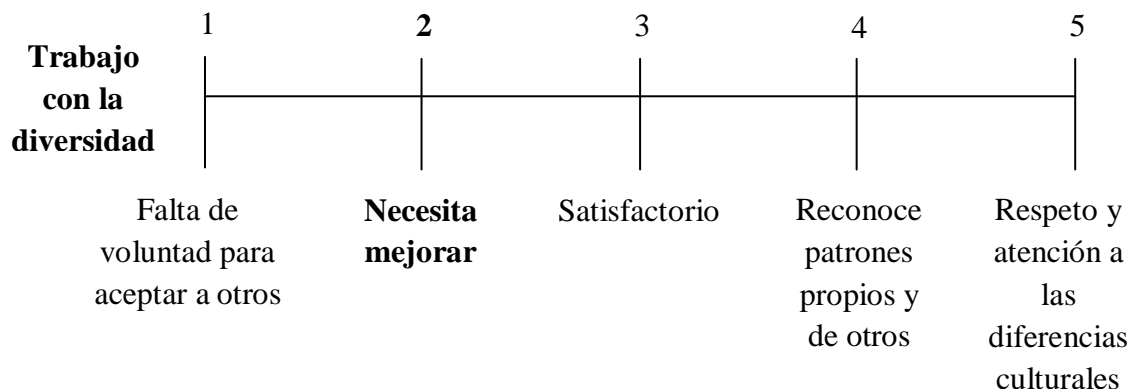 1 2 3 4 5
Trabajo
con la
diversidad
Falta de
voluntad para
aceptar a otros
Necesita
mejorar
Satisfactorio
Reconoce
patrones
propios y
de otros
Respeto y
atención a
las
diferencias
culturales